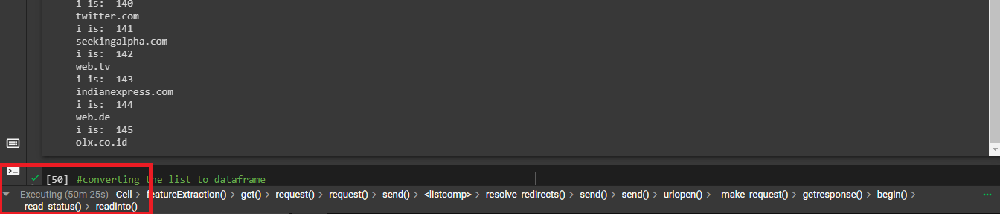 i is:  140
twitter.com
i is:  141
seekingalpha.com
i is:  142
web.tv
i is:  143
indianexpress.com
i is:  144
web.de
i is:  145
olx.co.id
[50] #converting the list to dataframe
Executing (50m 25s) Cell > featureExtraction() > get() > request() > request() > send() > <listcomp> > resolve_redirects() > send() > send() > urlopen() > _make_request() > getresponse() > begin() >
_read_status() > readinto()